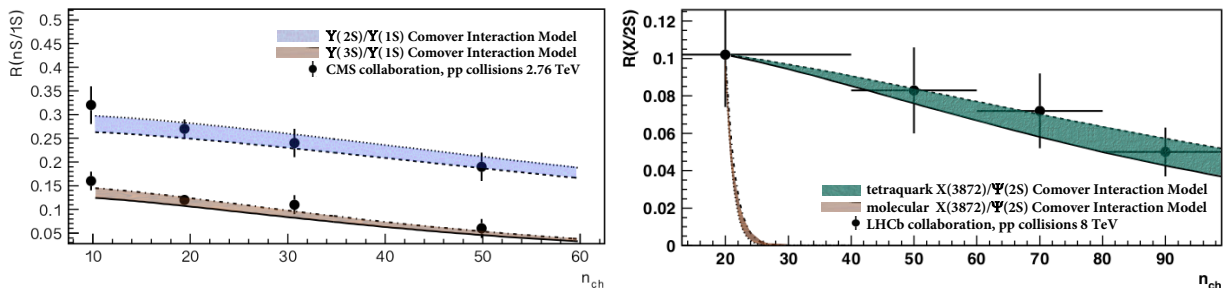 0.5
0.45
0.4
0.35
0.3
0.25
0.2
0.15
0.1
0.05
R(nS/1S)
ϒ(2S)/ϒ(1S) Comover Interaction Model
ϒ(3S)/ϒ(1S) Comover Interaction Model
CMS collaboration, pp collisions 2.76 TeV
10 20 30 40 50 60
n_ch
0.12
0.1
0.08
0.06
0.04
0.02
0
R(X/2S)
tetraquark X(3872)/Ψ(2S) Comover Interaction Model
molecular X(3872)/Ψ(2S) Comover Interaction Model
LHCb collaboration, pp collisions 8 TeV
20 30 40 50 60 70 80 90
n_ch